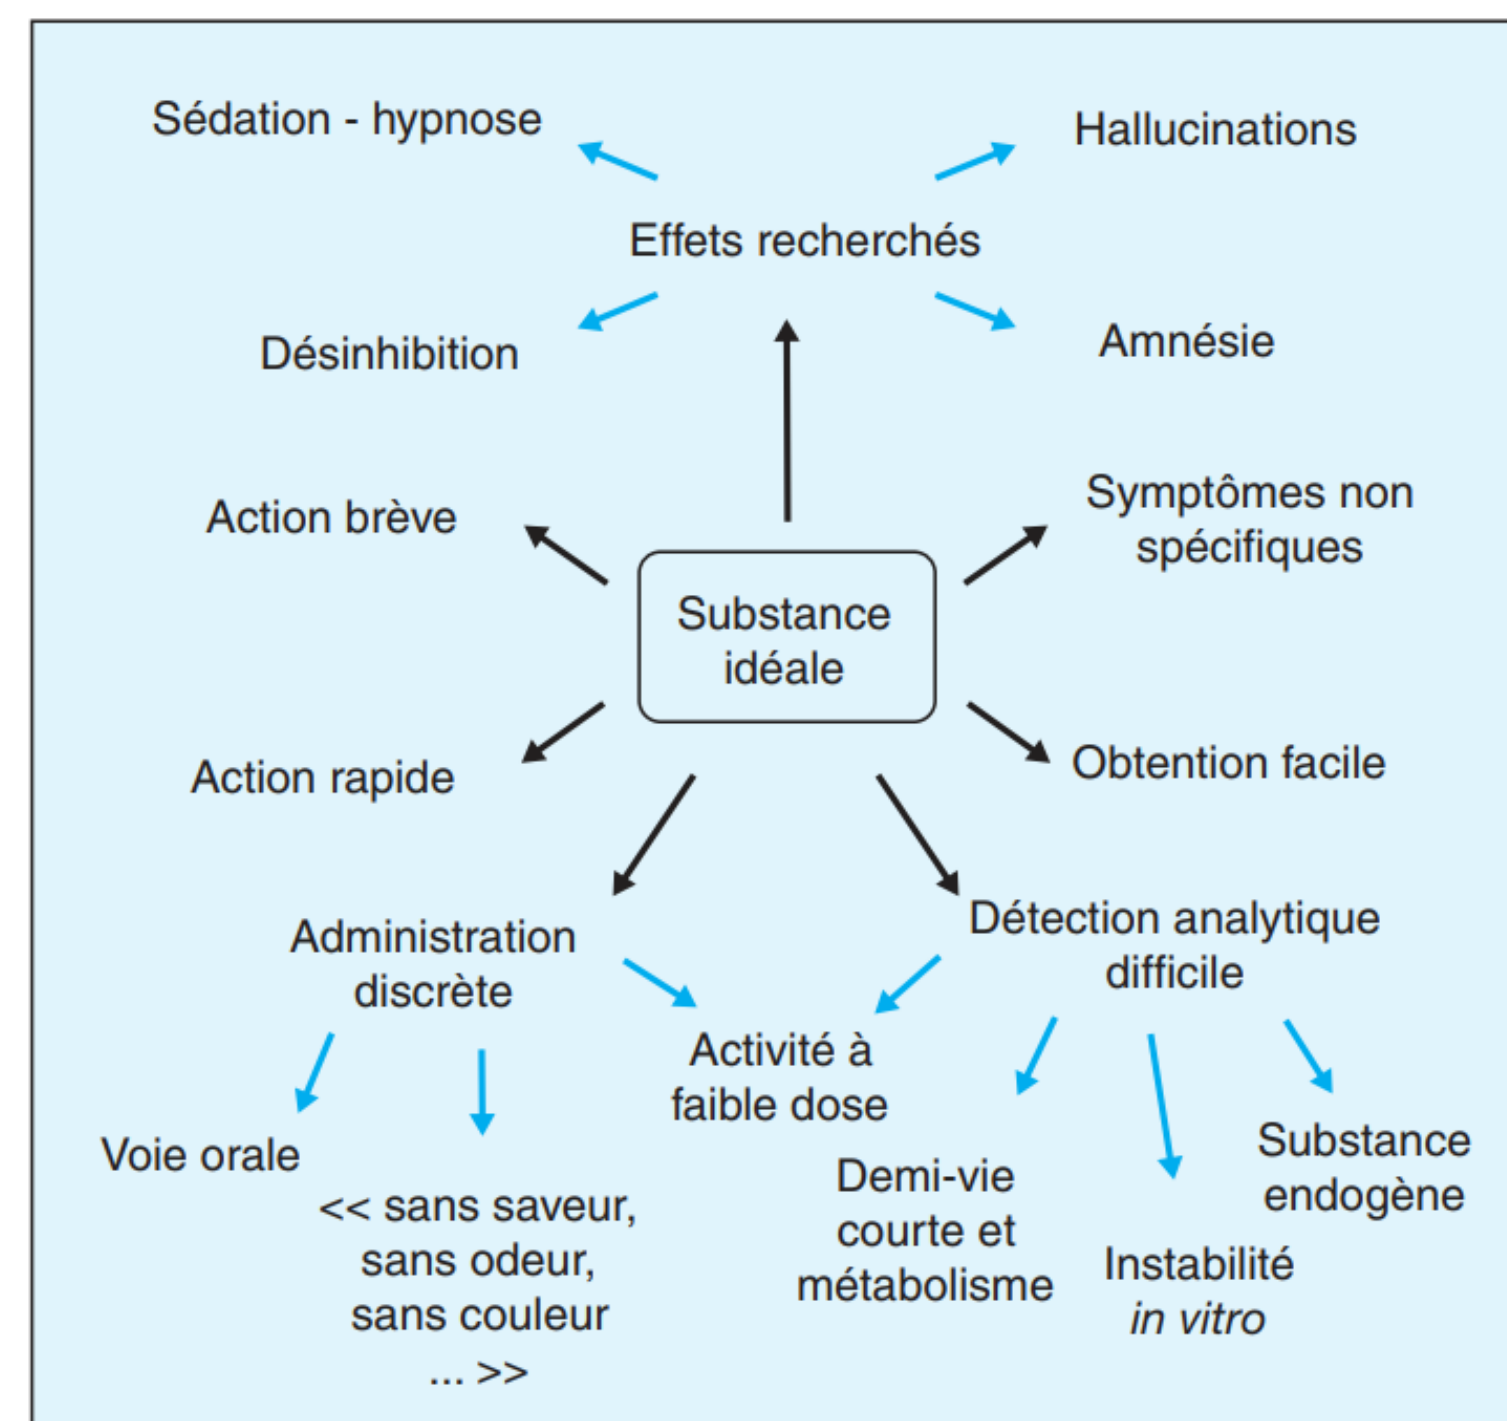 Sédation - hypnose
Hallucinations
Effets recherchés
Désinhibition
Amnésie
Action brève
Symptômes non
spécifiques
Substance
idéale
Action rapide
Obtention facile
Administration
discrète
Détection analytique
difficile
Activité à
faible dose
Voie orale
<< sans saveur,
sans odeur,
sans couleur
... >>
Demi-vie
courte et
métabolisme
Instabilité
in vitro
Substance
endogène